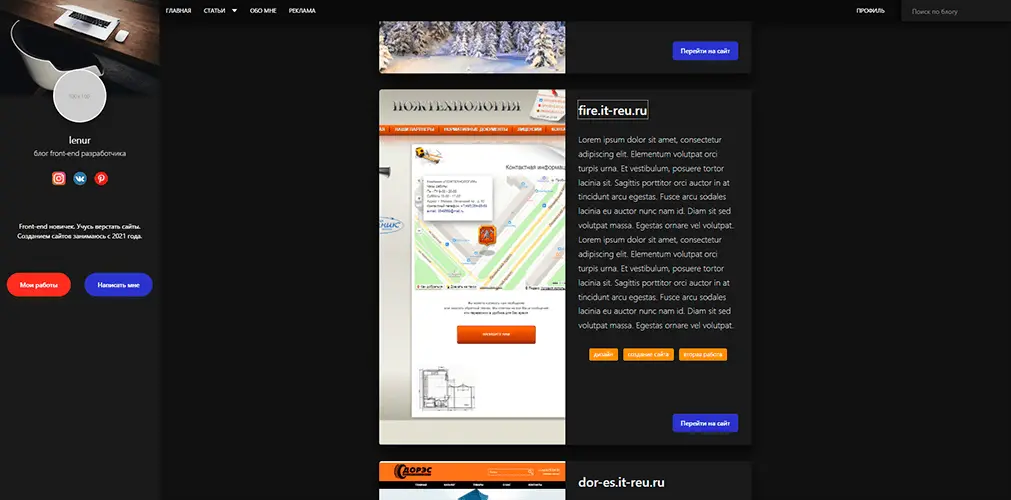 ГЛАВНАЯ
СТАТЬИ
ОБО МНЕ
РЕКЛАМА
ПРОФИЛЬ
Поиск по блогу
lenur
блог front-end разработчика
Front-end новичек. Учусь верстать сайты.
Созданием сайтов занимаюсь с 2021 года.
Мои работы
Написать мне
Перейти на сайт
ПОЖТЕХНОЛОГИЯ
НАШИ ПАРТНЕРЫ
НОРМАТИВНЫЕ ДОКУМЕНТЫ
ЛИЦЕНЗИИ
Контактная информац
fire.it-reu.ru
Lorem ipsum dolor sit amet, consectetur
adipiscing elit. Elementum volutpat orci
turpis urna. Et vestibulum, posuere tortor
lacinia sit. Sagittis porttitor orci auctor in at
tincidunt arcu egestas. Fusce arcu sodales
lacinia eu auctor nunc nam id. Diam sit sed
volutpat massa. Egestas ornare vel volutpat.
Lorem ipsum dolor sit amet, consectetur
adipiscing elit. Elementum volutpat orci
turpis urna. Et vestibulum, posuere tortor
lacinia sit. Sagittis porttitor orci auctor in at
tincidunt arcu egestas. Fusce arcu sodales
lacinia eu auctor nunc nam id. Diam sit sed
volutpat massa. Egestas ornare vel volutpat.
дизайн
создание сайта
вторая работа
Перейти на сайт
ДОРЭС
dor-es.it-reu.ru